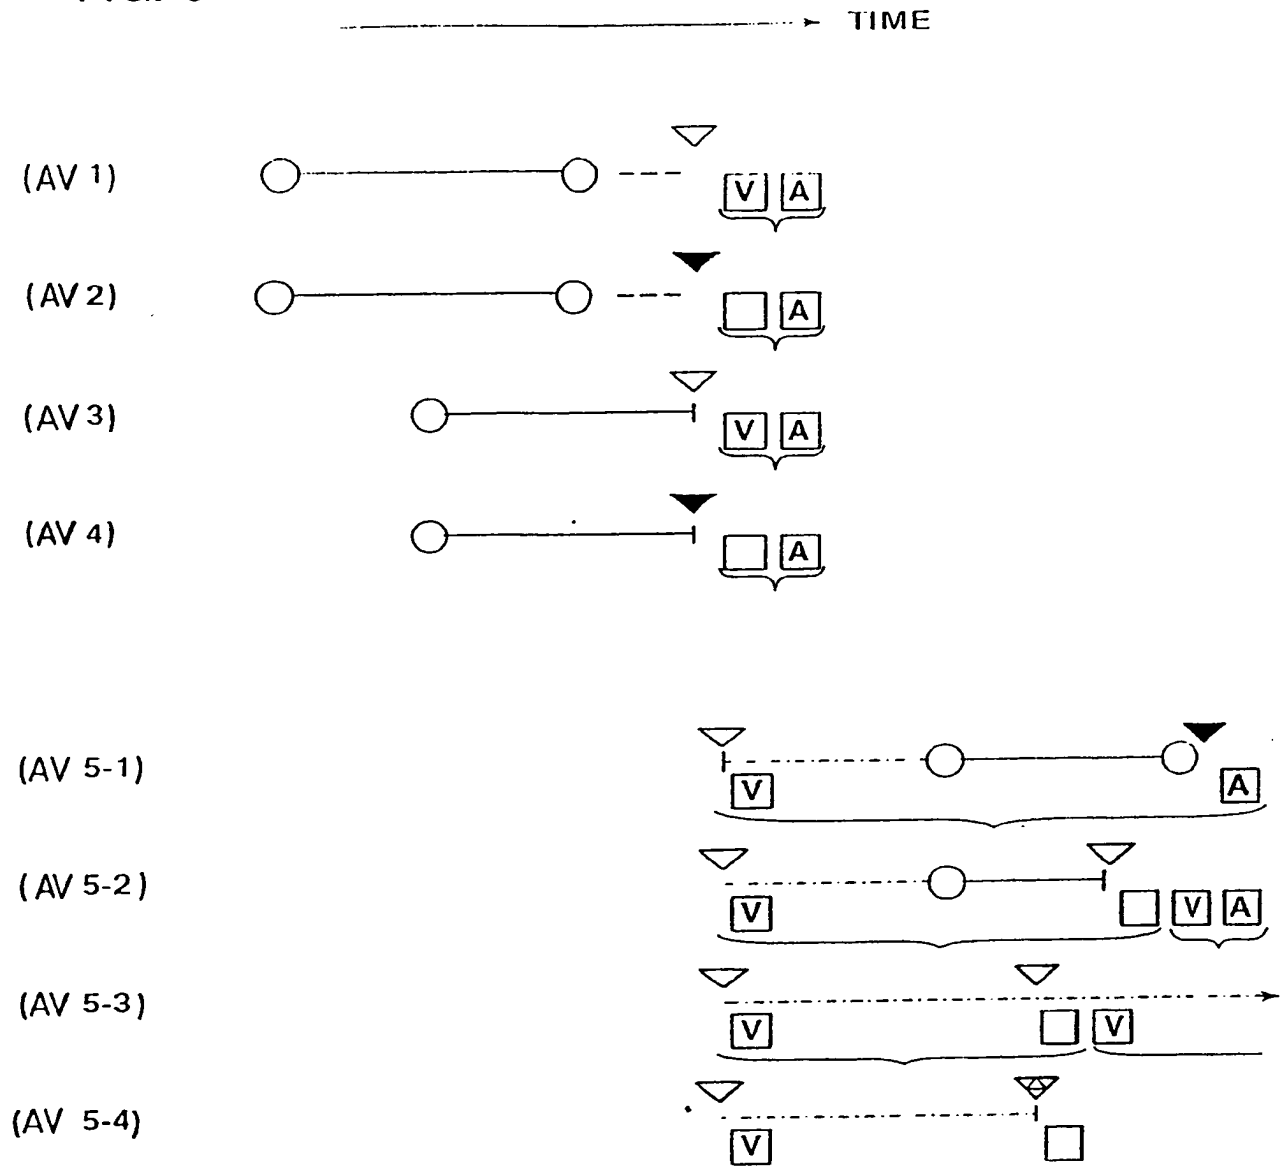 TIME
(AV 1)
V A
(AV 2)
A
(AV 3)
V A
(AV 4)
A
(AV 5-1)
V A
(AV 5-2)
V V A
(AV 5-3)
V V
(AV 5-4)
V